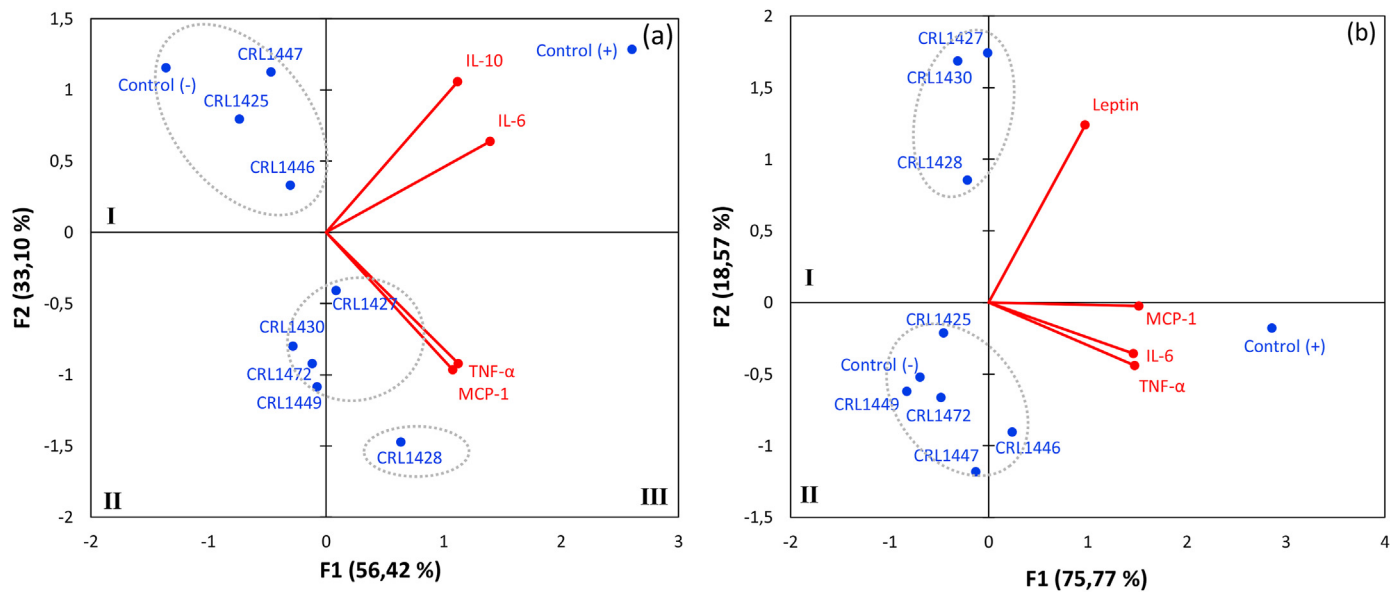 (a)
1,5
1
0,5
0
-0,5
-1
-1,5
-2
F2 (33,10 %)
Control (+)
CRL1447
IL-10
Control (-)
CRL1425
IL-6
CRL1446
I
CRL1427
CRL1430
CRL1472
TNF-α
CRL1449
MCP-1
CRL1428
II
III
-2 -1 0 1 2 3
F1 (56,42 %)
(b)
2
1,5
1
0,5
0
-0,5
-1
-1,5
F2 (18,57 %)
CRL1427
CRL1430
Leptin
CRL1428
I
CRL1425
MCP-1
Control (+)
Control (-)
IL-6
TNF-α
CRL1449
CRL1472
CRL1447
CRL1446
II
-2 -1 0 1 2 3 4
F1 (75,77 %)